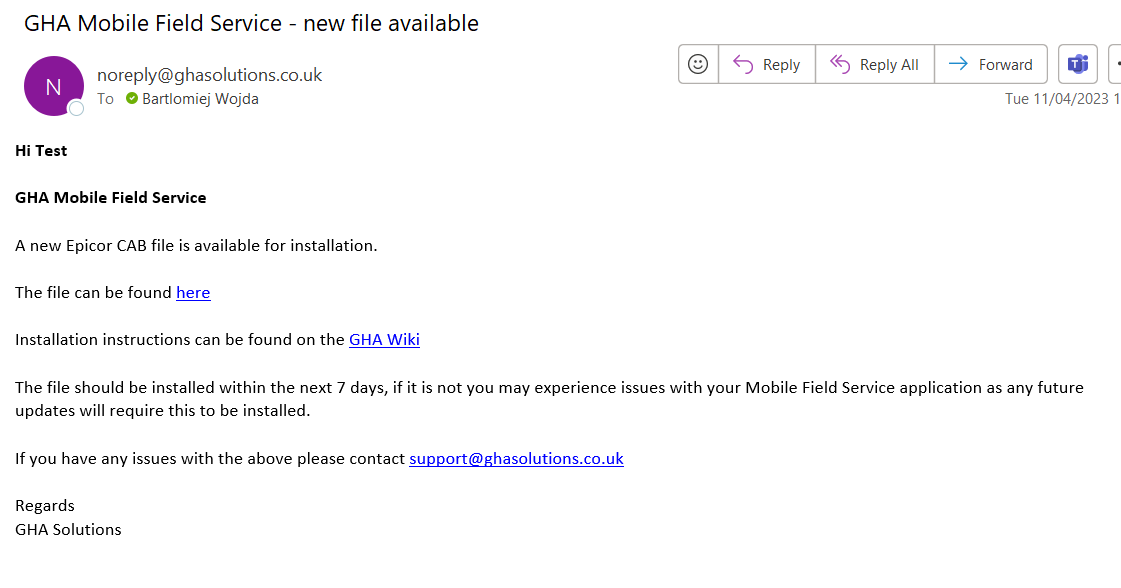 GHA Mobile Field Service - new file available
N
noreply@ghasolutions.co.uk
To Bartlomiej Wojda
Reply
Reply All
Forward
Tue 11/04/2023 1
Hi Test
GHA Mobile Field Service
A new Epicor CAB file is available for installation.
The file can be found here
Installation instructions can be found on the GHA Wiki
The file should be installed within the next 7 days, if it is not you may experience issues with your Mobile Field Service application as any future
updates will require this to be installed.
If you have any issues with the above please contact support@ghasolutions.co.uk
Regards
GHA Solutions